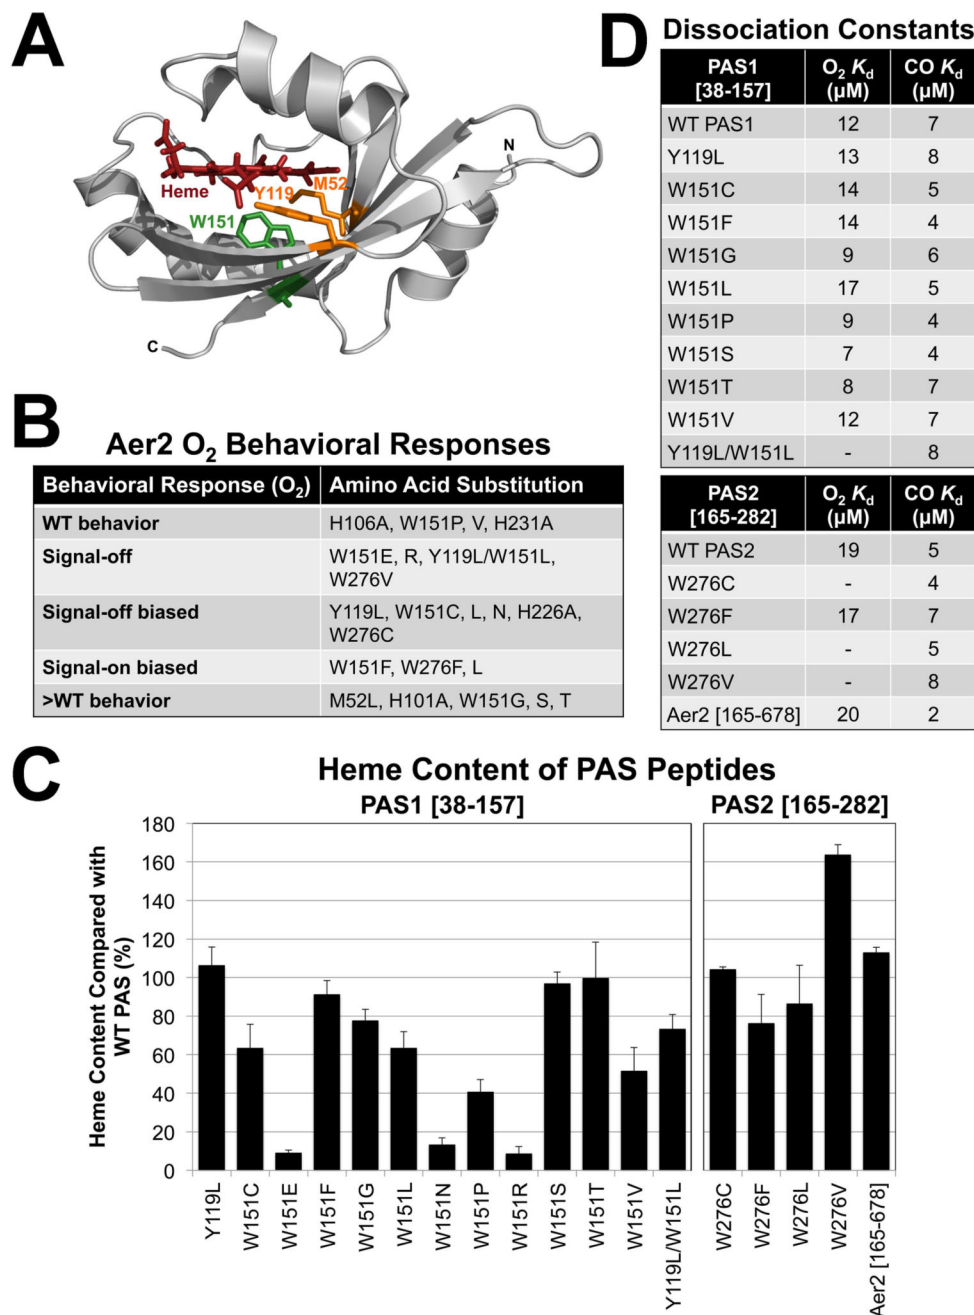 A
Heme
Y119
M52
W151
N
C
B
Aer2 O₂ Behavioral Responses
Behavioral Response (O₂) Amino Acid Substitution
WT behavior H106A, W151P, V, H231A
Signal-off W151E, R, Y119L/W151L,
W276V
Signal-off biased Y119L, W151C, L, N, H226A,
W276C
Signal-on biased W151F, W276F, L
>WT behavior M52L, H101A, W151G, S, T
D Dissociation Constants
PAS1 O₂ Kd CO Kd
[38-157] (µM) (µM)
WT PAS1 12 7
Y119L 13 8
W151C 14 5
W151F 14 4
W151G 9 6
W151L 17 5
W151P 9 4
W151S 7 4
W151T 8 7
W151V 12 7
Y119L/W151L - 8
PAS2 O₂ Kd CO Kd
[165-282] (µM) (µM)
WT PAS2 19 5
W276C - 4
W276F 17 7
W276L - 5
W276V - 8
Aer2 [165-678] 20 2
C
Heme Content of PAS Peptides
PAS1 [38-157] PAS2 [165-282]
Heme Content Compared with
WT PAS (%)
180
160
140
120
100
80
60
40
20
0
Y119L
W151C
W151E
W151F
W151G
W151L
W151N
W151P
W151R
W151S
W151T
W151V
Y119L/W151L
W276C
W276F
W276L
W276V
Aer2 [165-678]